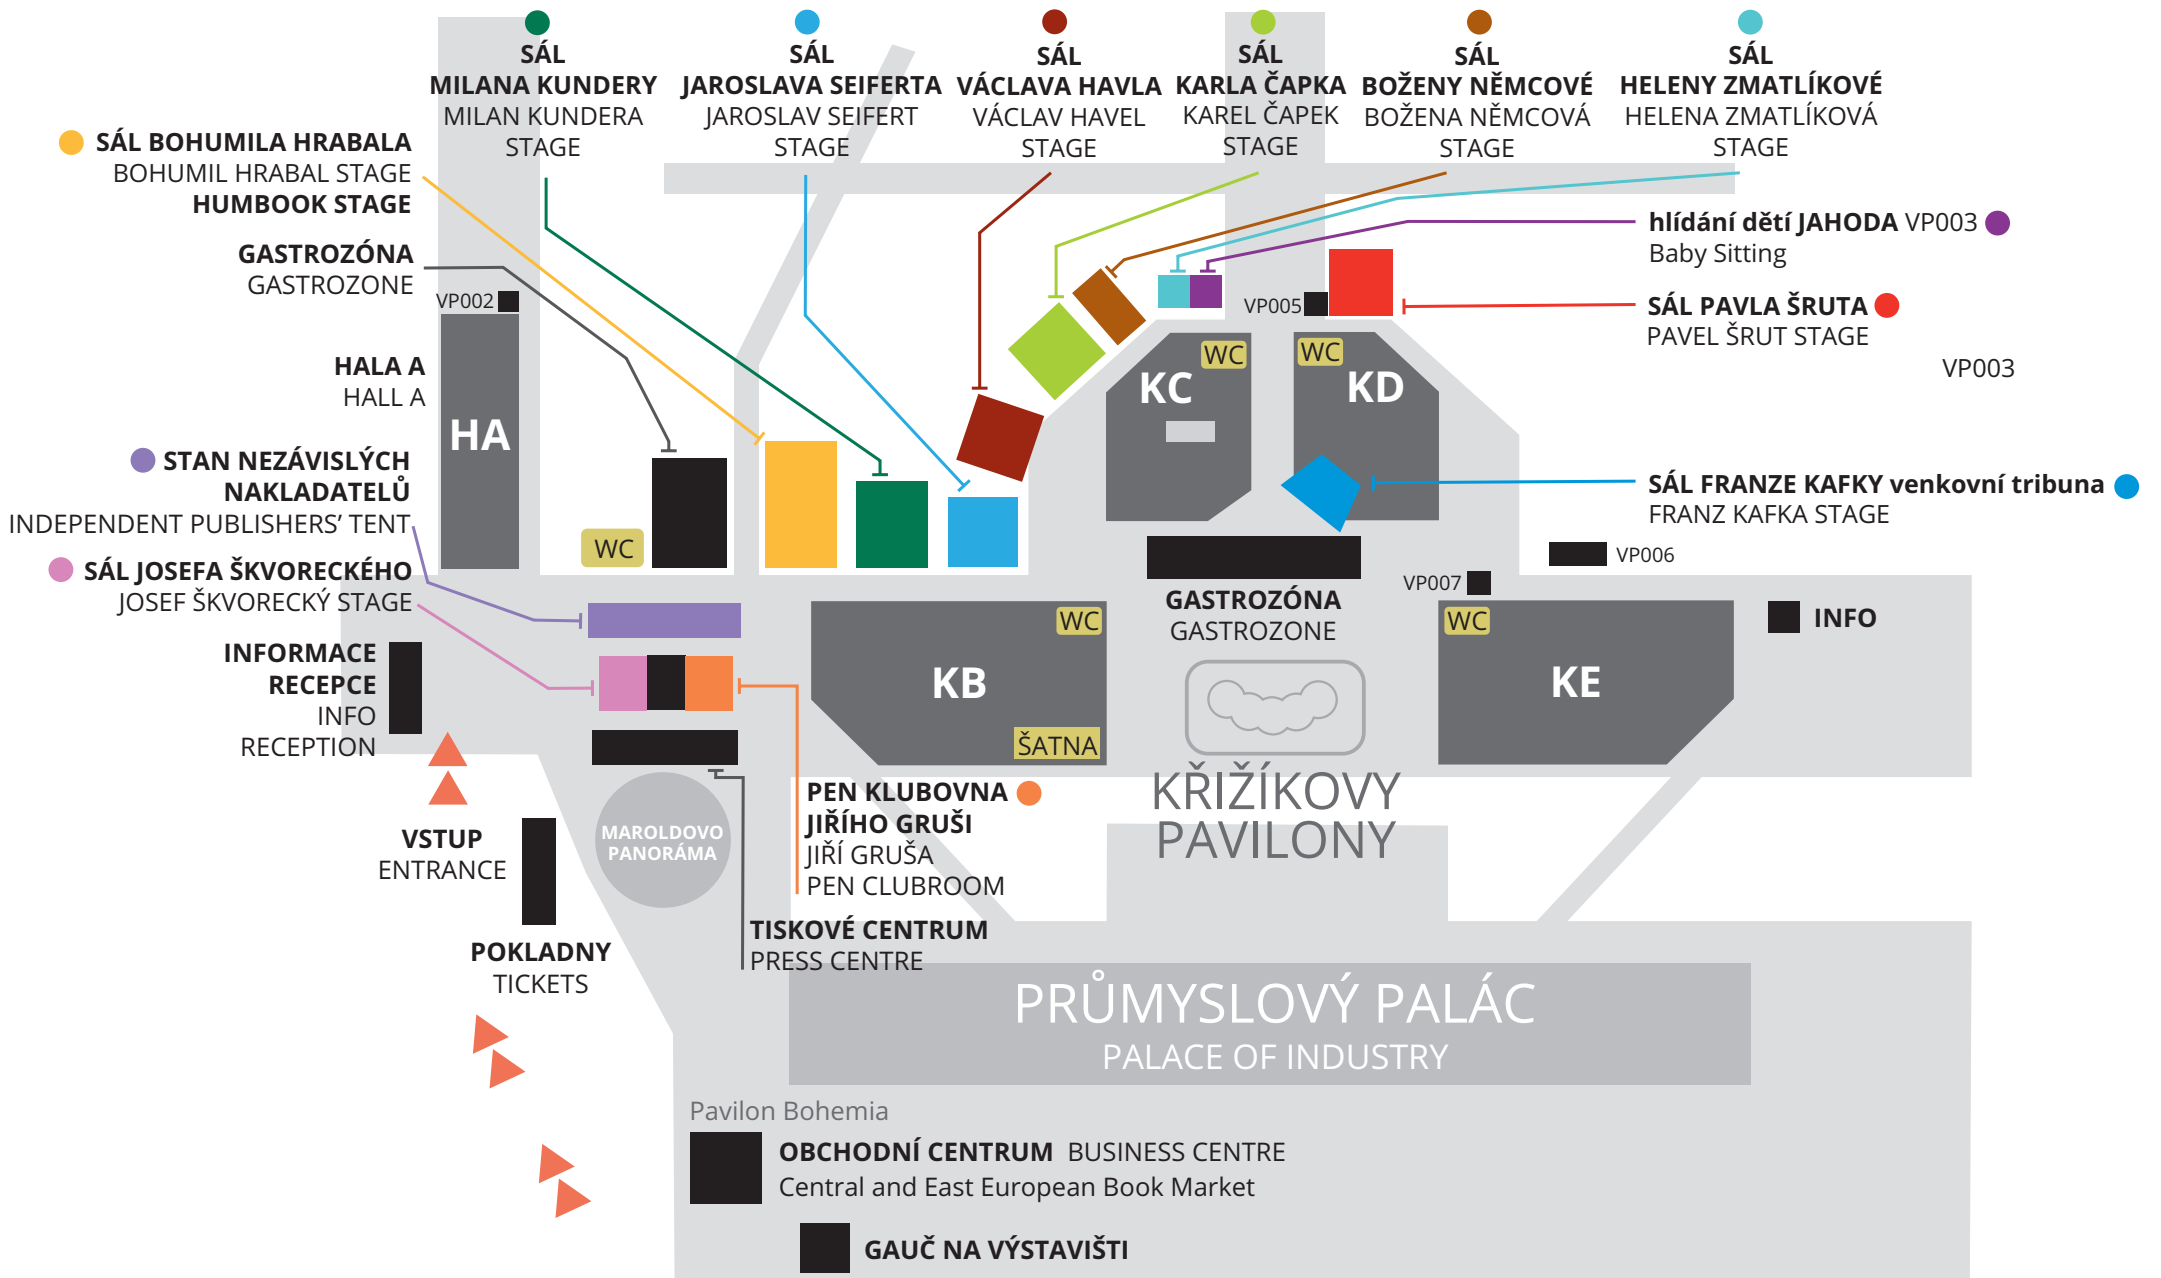 SÁL
MILANA KUNDERY
MILAN KUNDERA
STAGE
SÁL
JAROSLAVA SEIFERTA
JAROSLAV SEIFERT
STAGE
SÁL
VÁCLAVA HAVLA
VÁCLAV HAVEL
STAGE
SÁL
KARLA ČAPKA
KAREL ČAPEK
STAGE
SÁL
BOŽENY NĚMCOVÉ
BOŽENA NĚMCOVÁ
STAGE
SÁL
HELENY ZMATLÍKOVÉ
HELENA ZMATLÍKOVÁ
STAGE
SÁL BOHUMILA HRABALA
BOHUMIL HRABAL STAGE
HUMBOOK STAGE
GASTROZÓNA
GASTROZONE
VP002
HALA A
HALL A
HA
STAN NEZÁVISLÝCH
NAKLADATELŮ
INDEPENDENT PUBLISHERS’ TENT
SÁL JOSEFA ŠKVORECKÉHO
JOSEF ŠKVORECKÝ STAGE
INFORMACE
RECEPCE
INFO
RECEPTION
VSTUP
ENTRANCE
POKLADNY
TICKETS
WC
MAROLDOVO
PANORÁMA
hlídání dětí JAHODA VP003
Baby Sitting
VP005
SÁL PAVLA ŠRUTA
PAVEL ŠRUT STAGE
VP003
WC
KC
WC
KD
SÁL FRANZE KAFKY venkovní tribuna
FRANZ KAFKA STAGE
VP006
VP007
GASTROZÓNA
GASTROZONE
WC
KB
ŠATNA
WC
KE
INFO
KŘIŽÍKOVY
PAVILONY
PEN KLUBOVNA
JIŘÍHO GRUŠI
JIŘÍ GRUŠA
PEN CLUBROOM
TISKOVÉ CENTRUM
PRESS CENTRE
PRŮMYSLOVÝ PALÁC
PALACE OF INDUSTRY
Pavilon Bohemia
OBCHODNÍ CENTRUM BUSINESS CENTRE
Central and East European Book Market
GAUČ NA VÝSTAVIŠTI